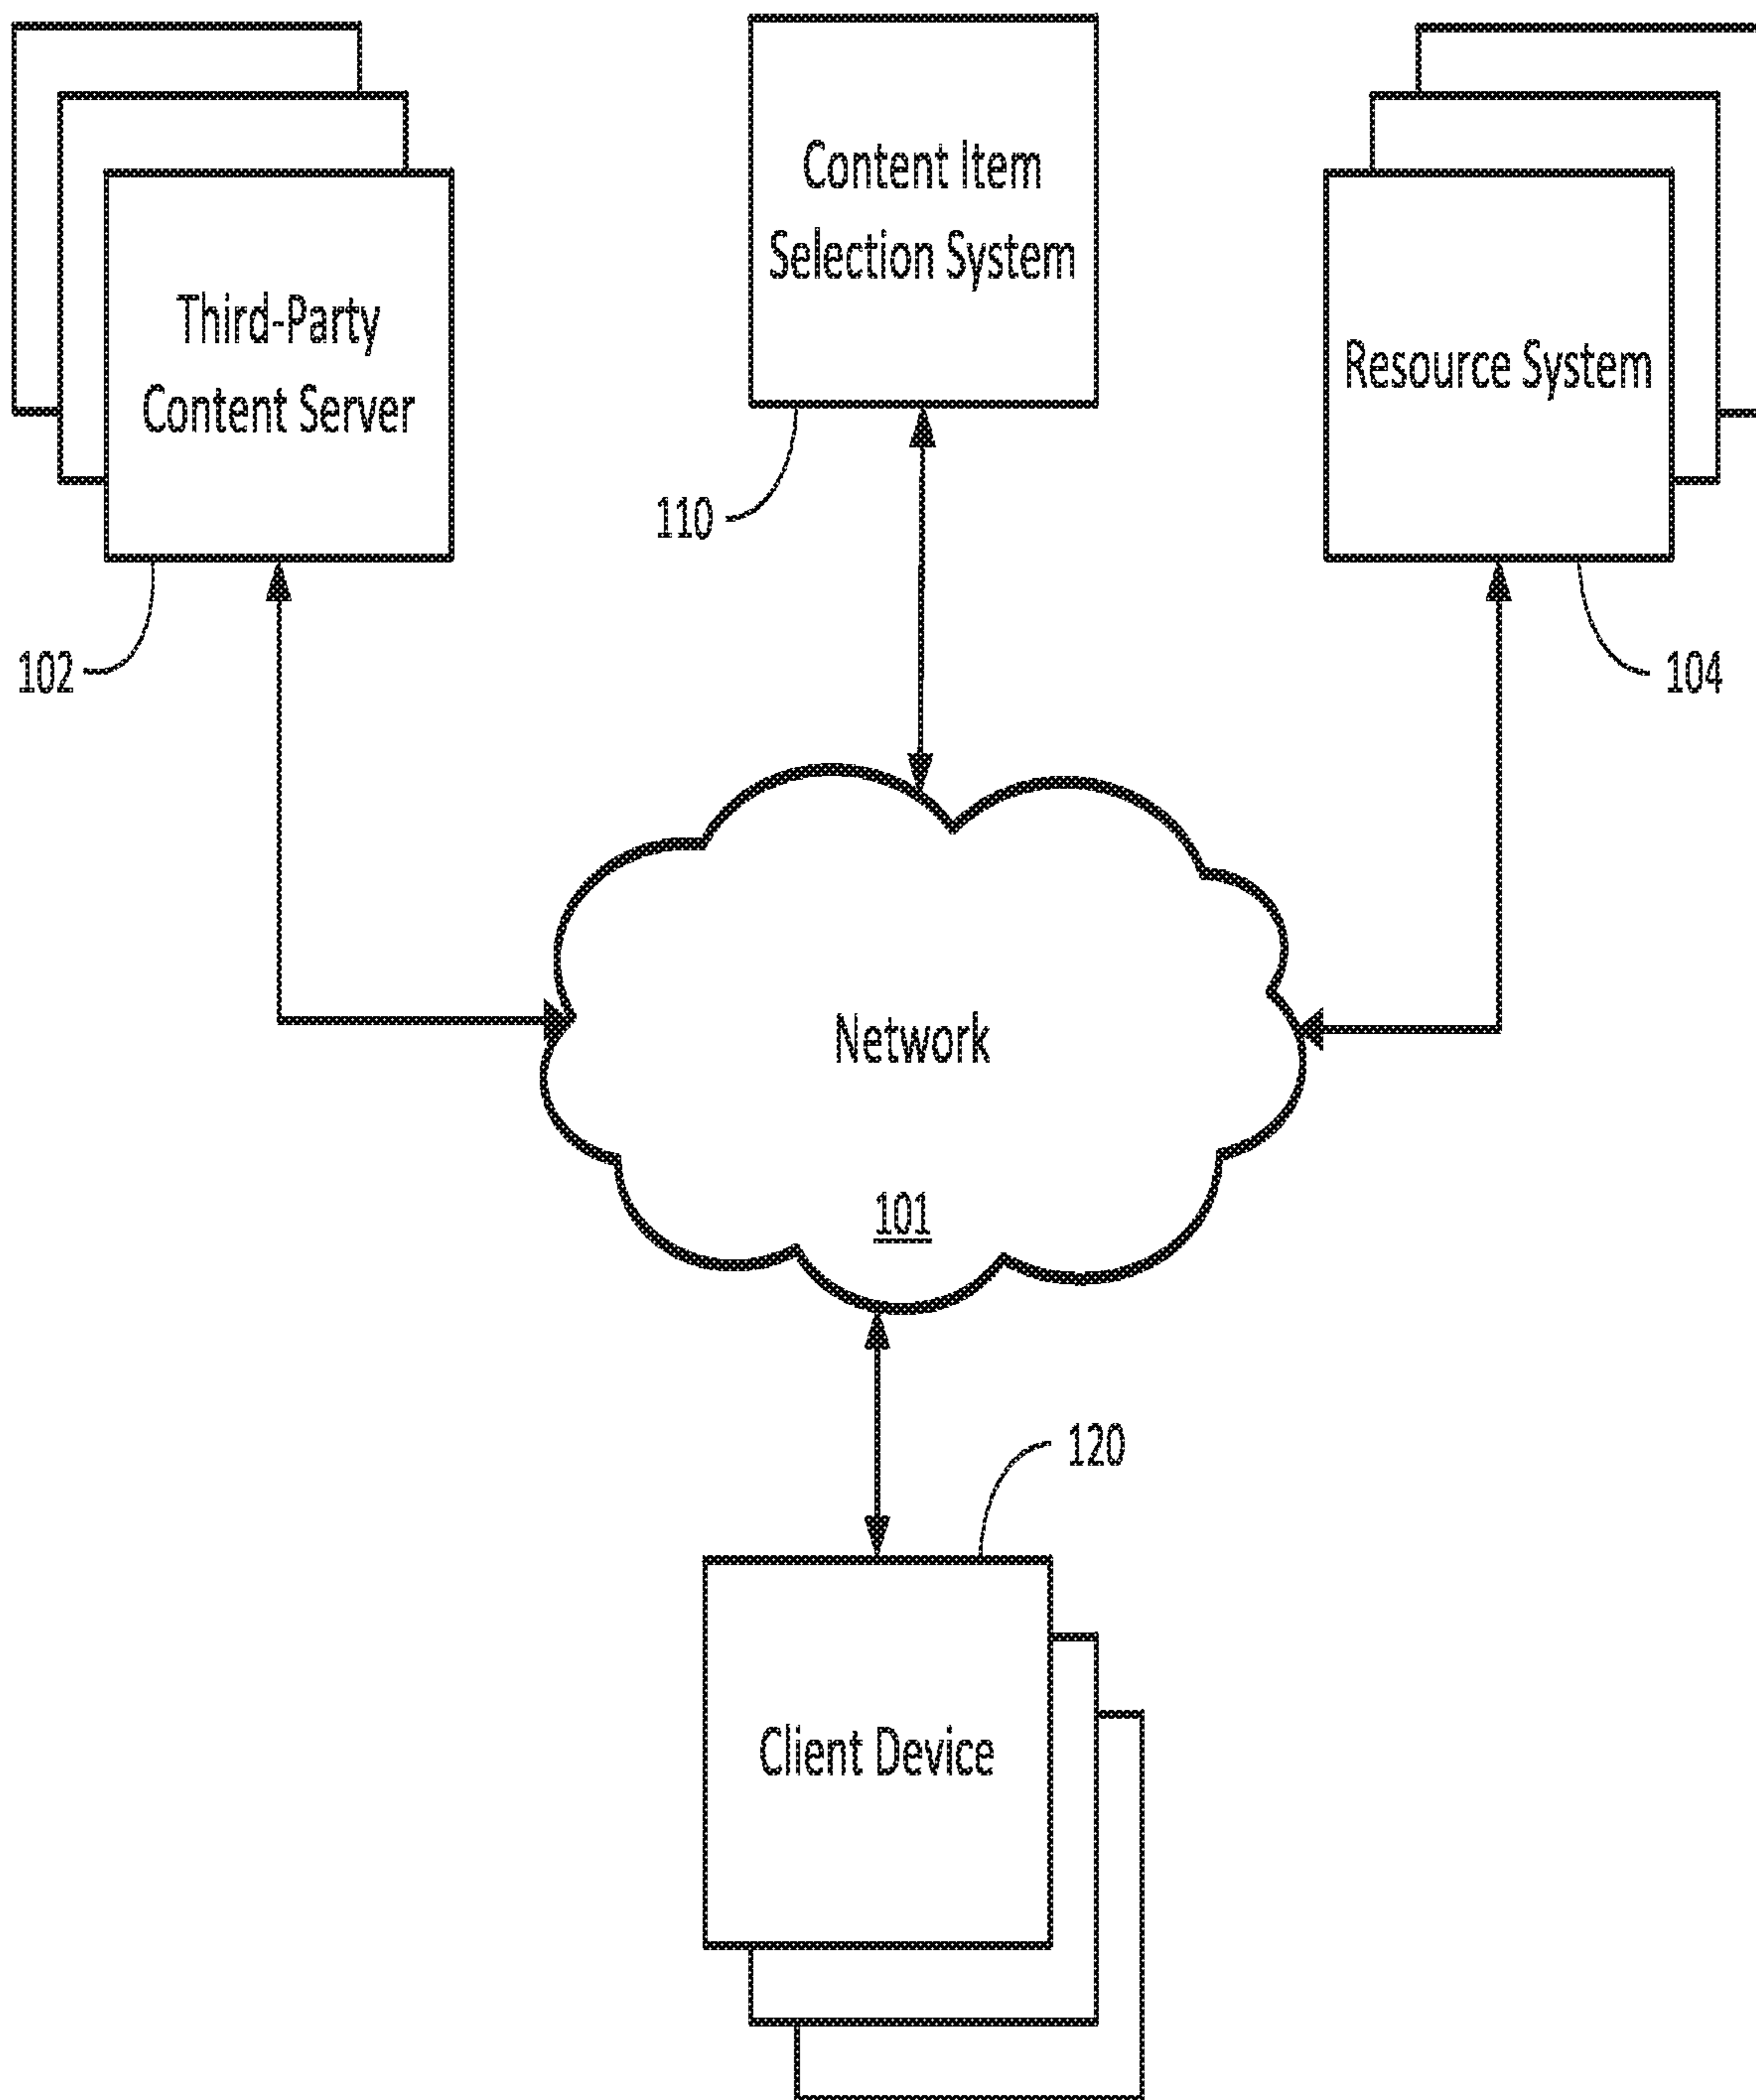 Content Item
Selection System
Third-Party
Content Server
Resource System
110
102
104
Network
101
120
Client Device